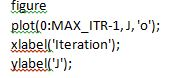 figure
plot(0:MAX_ITR-1,J,'o');
xlabel('Iteration');
ylabel('J');